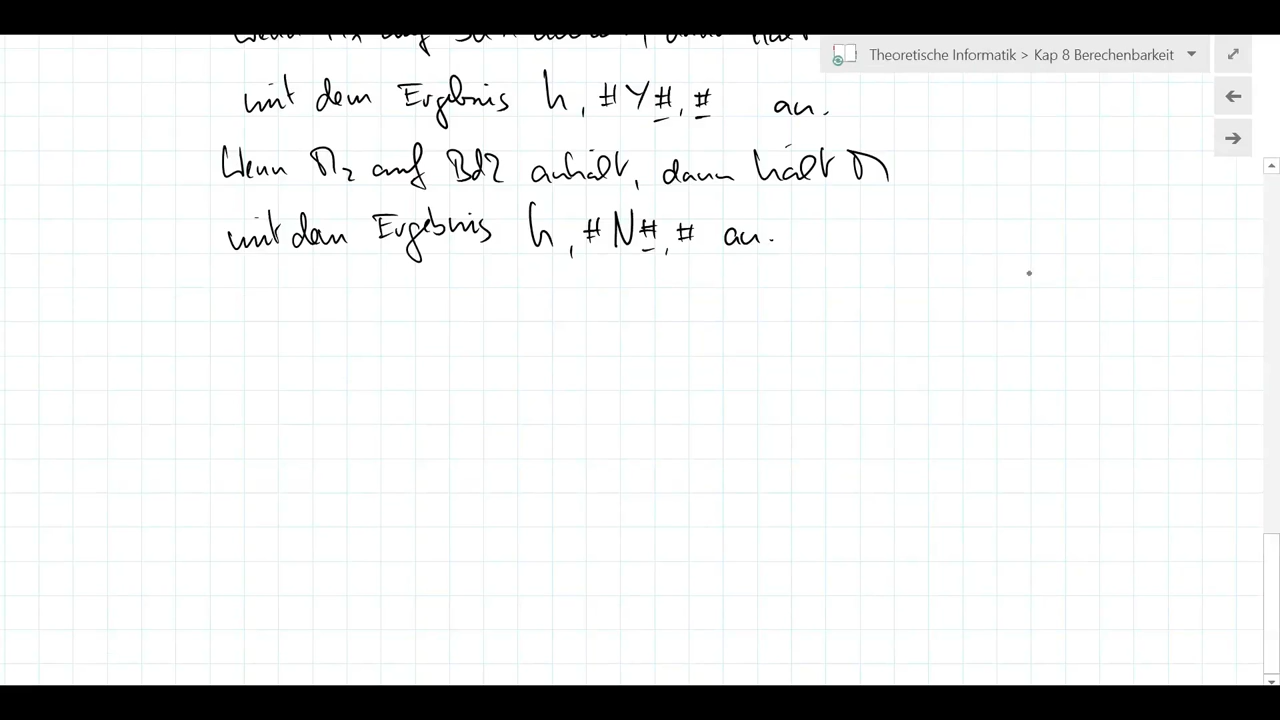 Theoretische Informatik > Kap 8 Berechenbarkeit
mit dem Ergebnis h, #Y#, # an.
Wenn M₂ auf Bd2 anhält, dann hält M
mit dem Ergebnis h, #N#, # an.